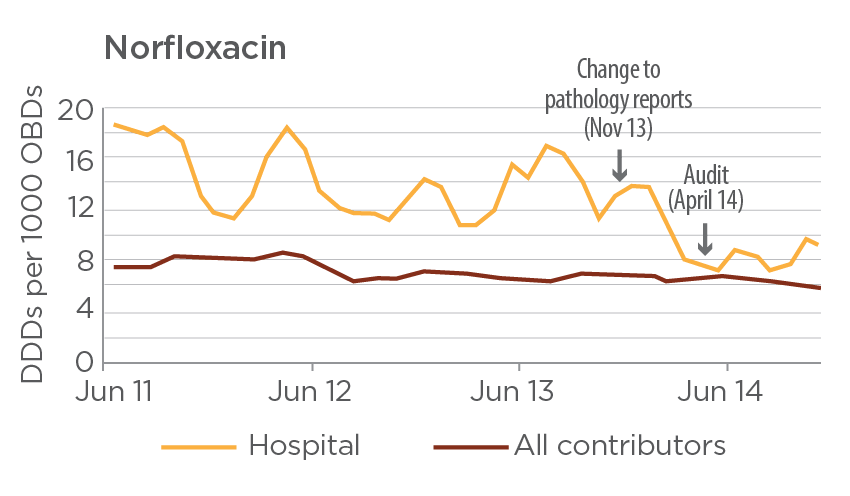 Norfloxacin
Change to
pathology reports
(Nov 13)
Audit
(April 14)
DDDs per 1000 OBDs
20
16
12
8
4
0
Jun 11
Jun 12
Jun 13
Jun 14
Hospital
All contributors